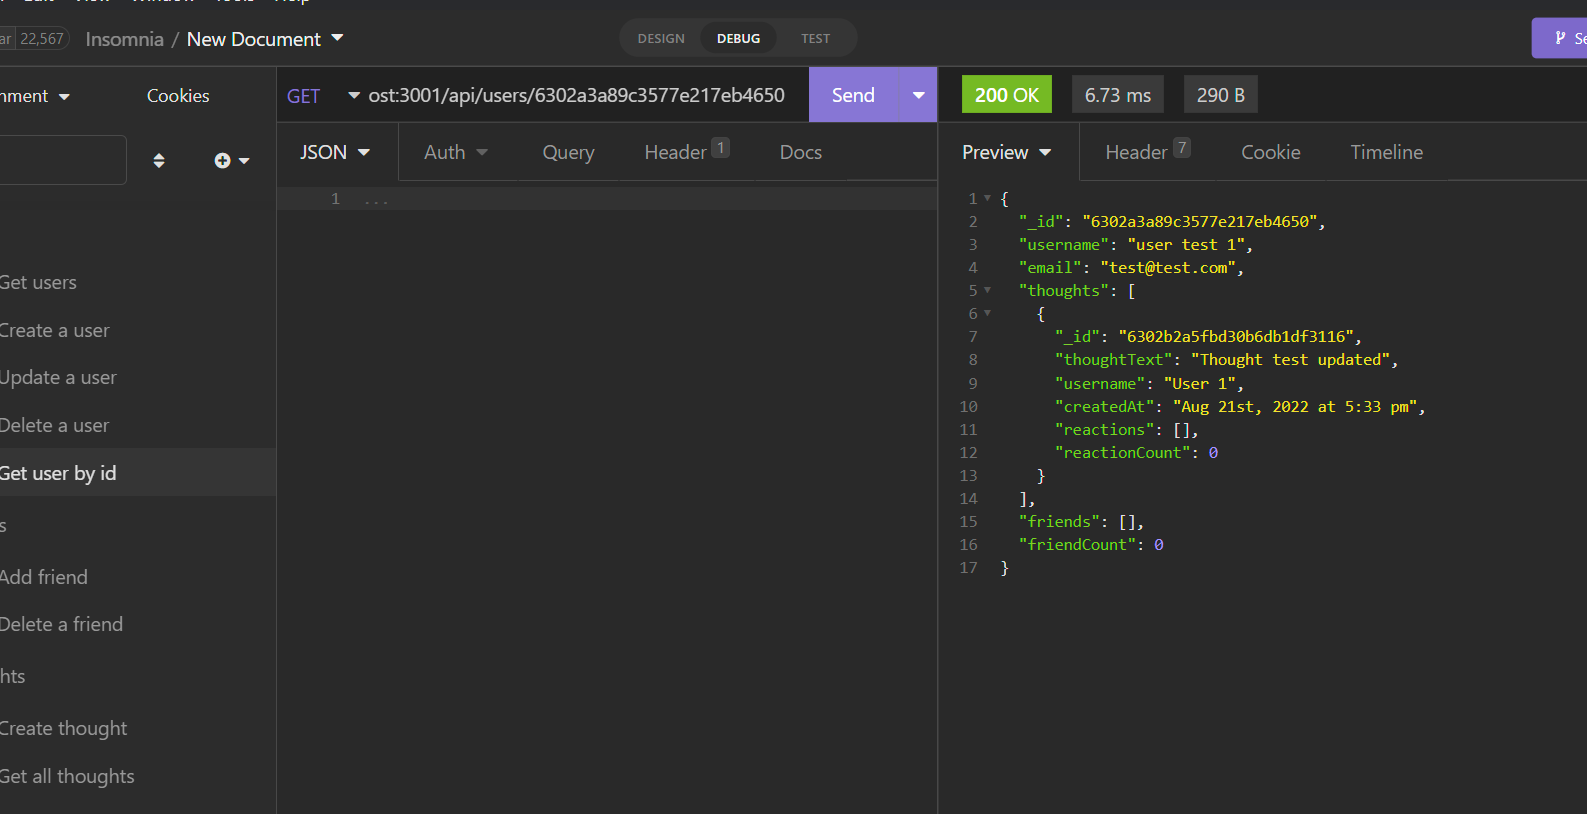 Edit View Window Tools Help
ar 22,567 Insomnia / New Document
DESIGN DEBUG TEST
Se
nment Cookies
GET ost:3001/api/users/6302a3a89c3577e217eb4650 Send
200 OK 6.73 ms 290 B
JSON Auth Query Header 1 Docs
Preview Header 7 Cookie Timeline
1 ...
Get users
Create a user
Update a user
Delete a user
Get user by id
s
Add friend
Delete a friend
hts
Create thought
Get all thoughts
1 {
2 "_id": "6302a3a89c3577e217eb4650",
3 "username": "user test 1",
4 "email": "test@test.com",
5 "thoughts": [
6 {
7 "_id": "6302b2a5fbd30b6db1df3116",
8 "thoughtText": "Thought test updated",
9 "username": "User 1",
10 "createdAt": "Aug 21st, 2022 at 5:33 pm",
11 "reactions": [],
12 "reactionCount": 0
13 }
14 ],
15 "friends": [],
16 "friendCount": 0
17 }